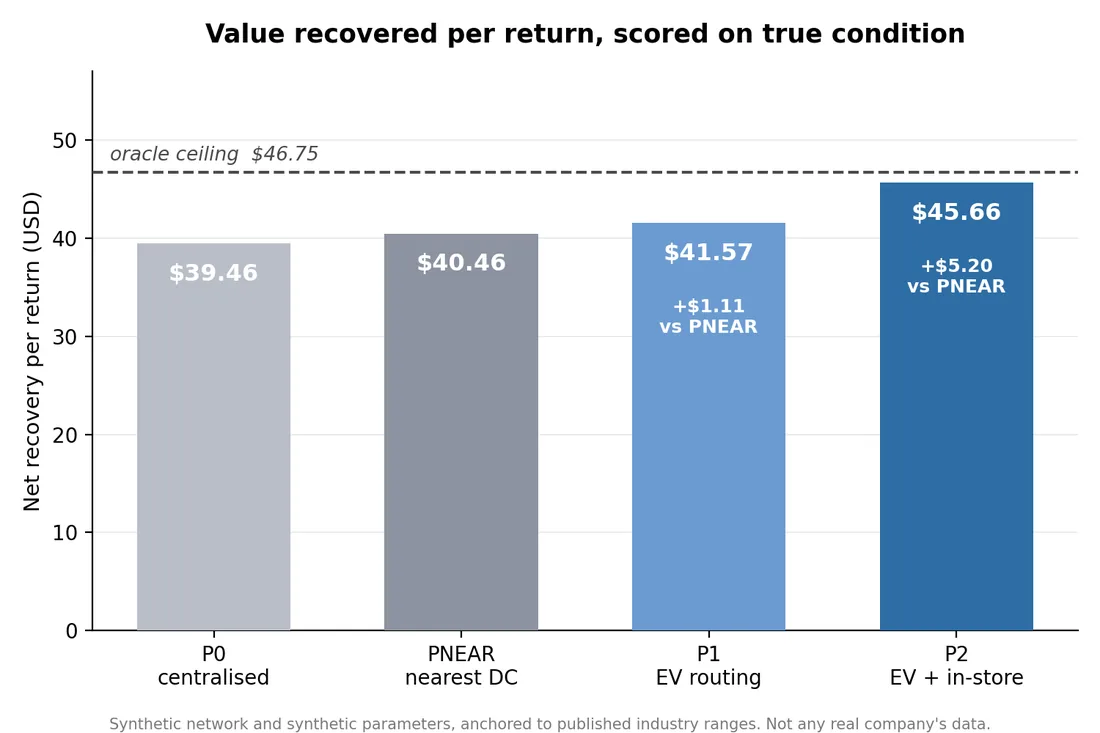 Value recovered per return, scored on true condition
Net recovery per return (USD)
50
40
30
20
10
0
oracle ceiling $46.75
$39.46
$40.46
$41.57
+$1.11
vs PNEAR
$45.66
+$5.20
vs PNEAR
P0
centralised
PNEAR
nearest DC
P1
EV routing
P2
EV + in-store
Synthetic network and synthetic parameters, anchored to published industry ranges. Not any real company's data.